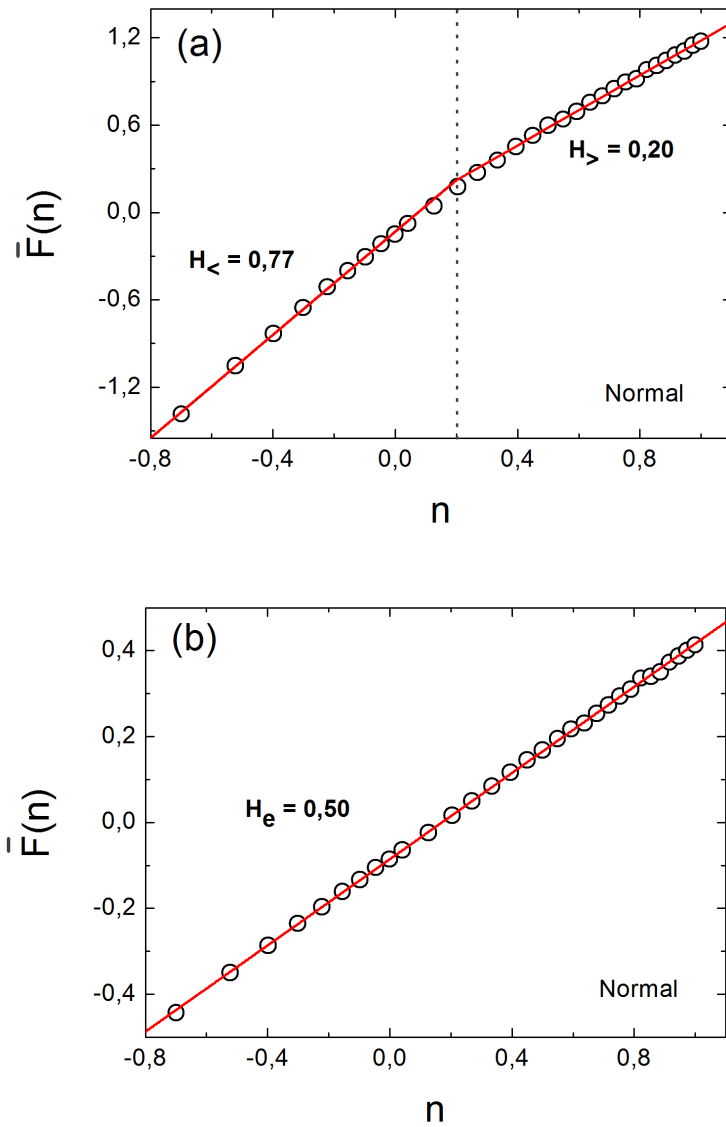 (a)
1,2
0,6
0,0
-0,6
-1,2
F̄(n)
H> = 0,20
H< = 0,77
Normal
-0,8 -0,4 0,0 0,4 0,8
n
(b)
0,4
0,2
0,0
-0,2
-0,4
F̄(n)
He = 0,50
Normal
-0,8 -0,4 0,0 0,4 0,8
n